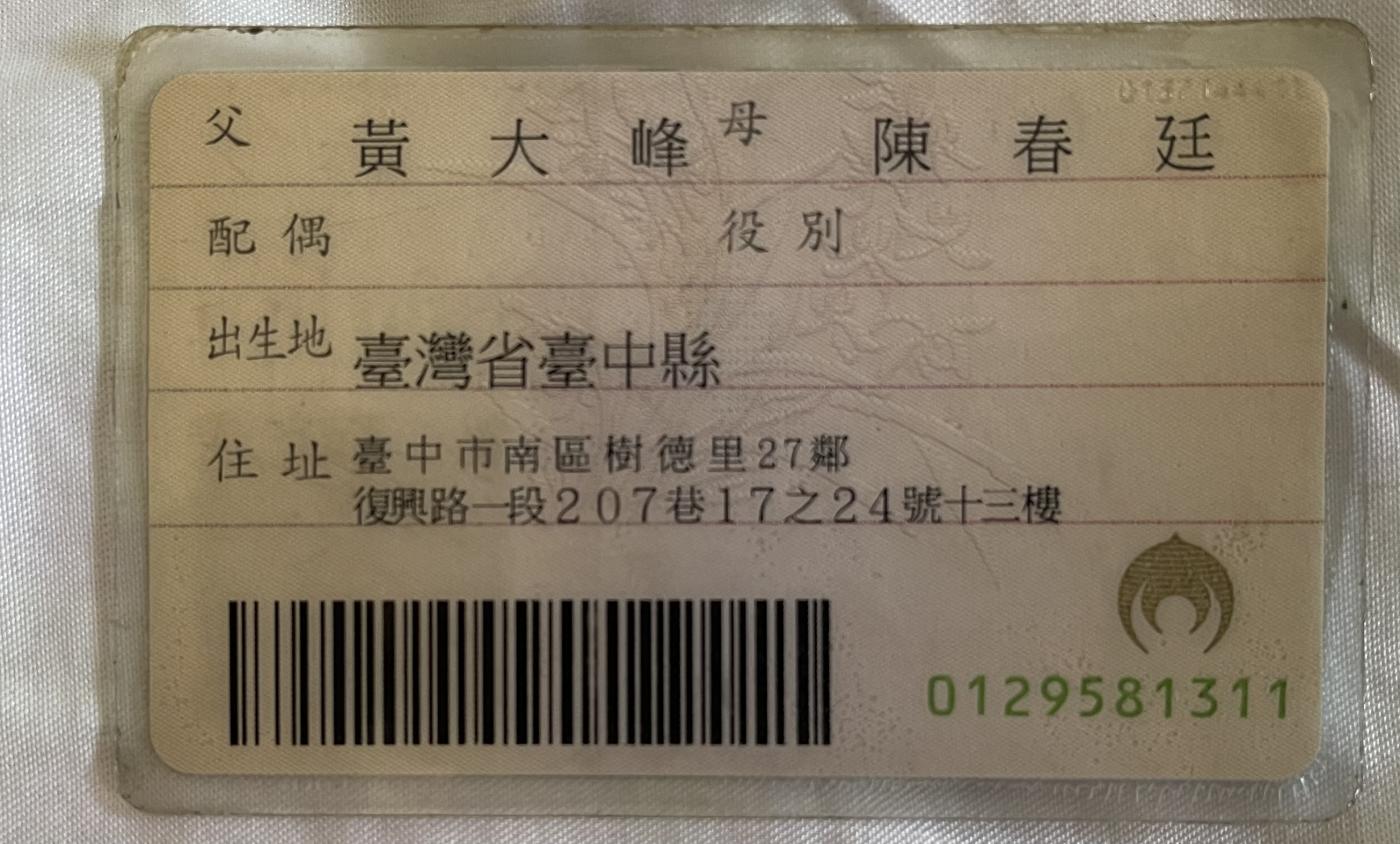 父 黃大峰 母 陳春廷
配偶 役別
出生地 臺灣省臺中縣
住址 臺中市南區樹德里27鄰
復興路一段207巷17之24號十三樓
0129581311